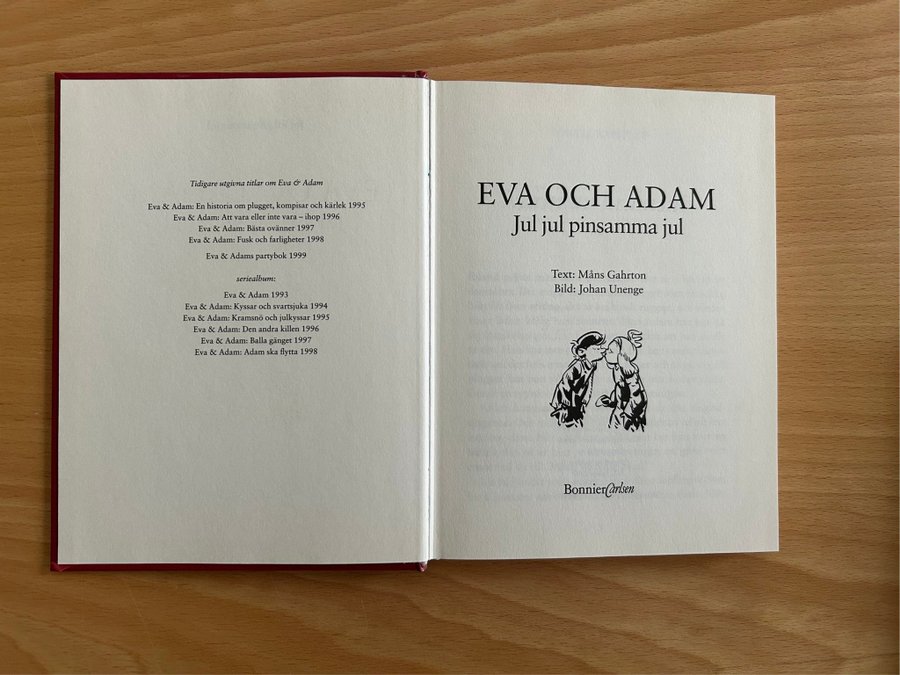 Tidigare utgivna titlar om Eva & Adam
Eva & Adam: En historia om plugget, kompisar och kärlek 1995
Eva & Adam: Att vara eller inte vara – ihop 1996
Eva & Adam: Bästa ovänner 1997
Eva & Adam: Fusk och farligheter 1998
Eva & Adams partybok 1999
seriealbum:
Eva & Adam 1993
Eva & Adam: Kyssar och svartsjuka 1994
Eva & Adam: Kramsnö och julkyssar 1995
Eva & Adam: Den andra killen 1996
Eva & Adam: Balla gänget 1997
Eva & Adam: Adam ska flytta 1998
EVA OCH ADAM
Jul jul pinsamma jul
Text: Måns Gahrton
Bild: Johan Unenge
BonnierCarlsen